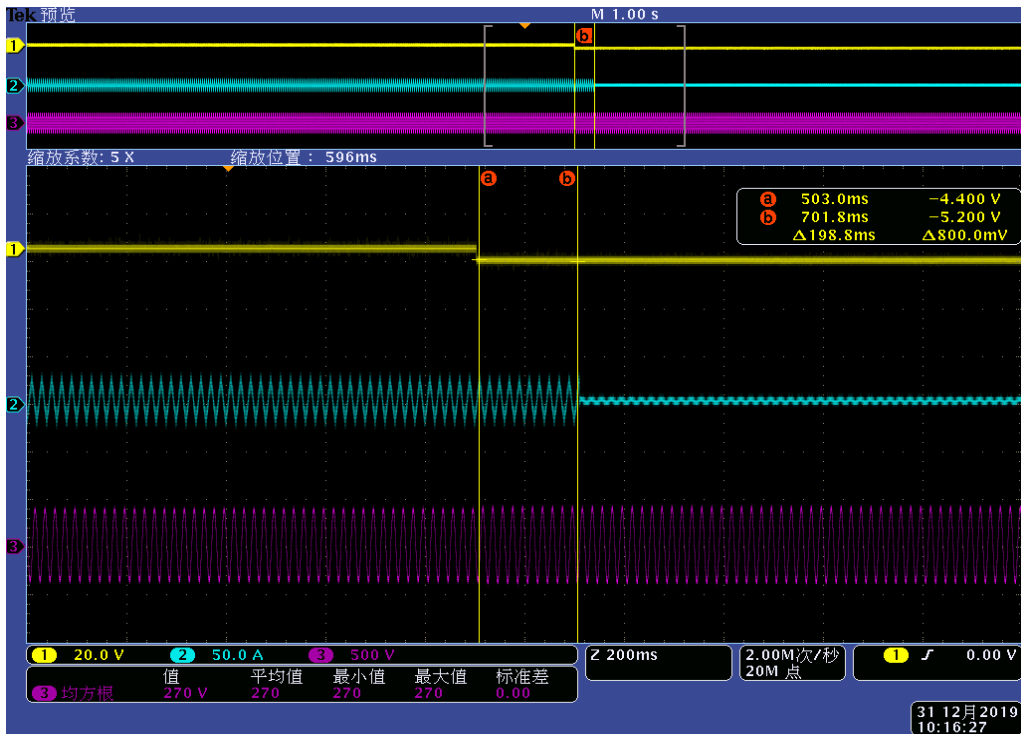 Tek 预览 M 1.00 s
1
b
2
3
缩放系数: 5 X 缩放位置: 596ms
a b
a 503.0ms −4.400 V
b 701.8ms −5.200 V
Δ198.8ms Δ800.0mV
1
2
3
1 20.0 V 2 50.0 A 3 500 V
Z 200ms
2.00M次/秒
20M 点
1 0.00 V
值 平均值 最小值 最大值 标准差
3 均方根 270 V 270 270 270 0.00
31 12月2019
10:16:27